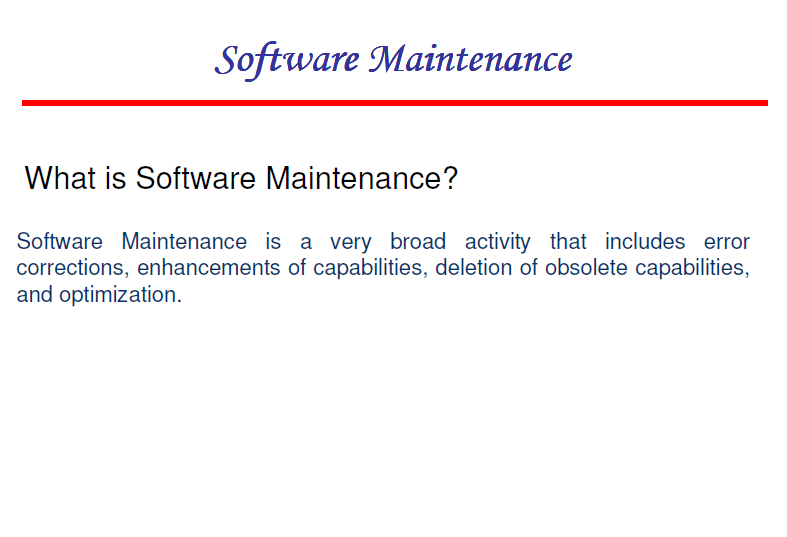 Software Maintenance
What is Software Maintenance?
Software Maintenance is a very broad activity that includes error
corrections, enhancements of capabilities, deletion of obsolete capabilities,
and optimization.